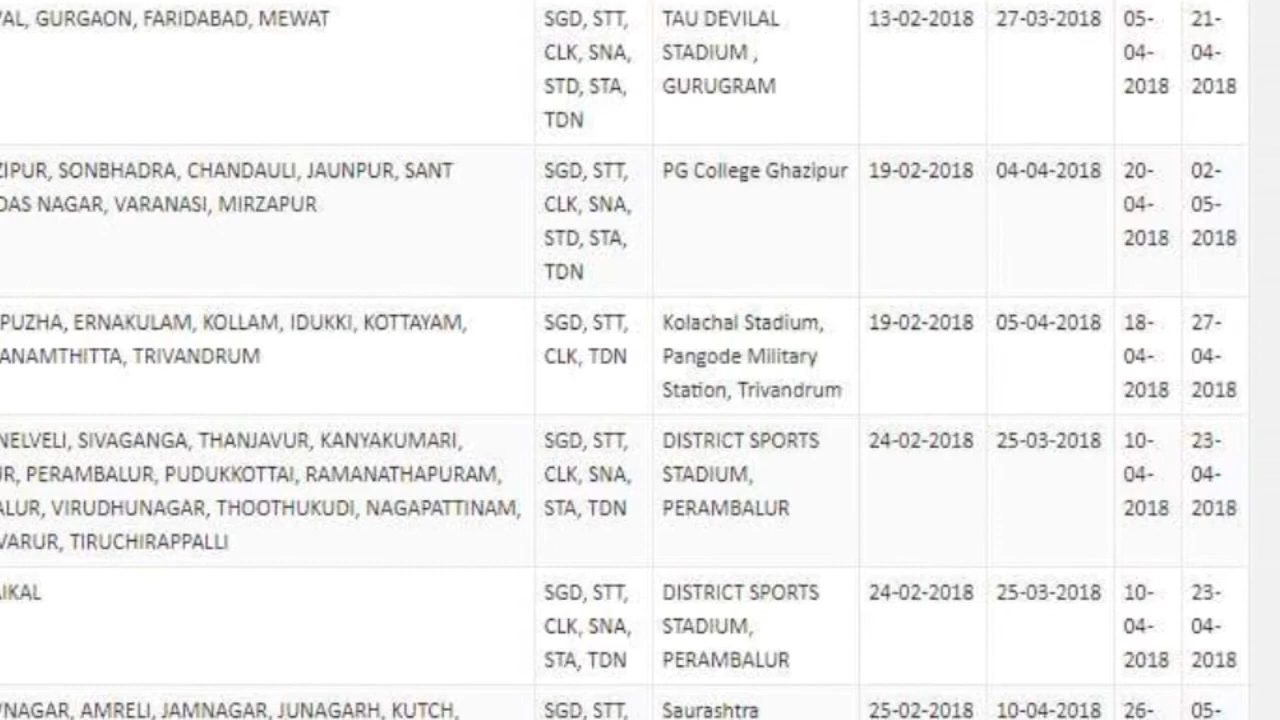 VAL, GURGAON, FARIDABAD, MEWAT SGD, STT, TAU DEVILAL 13-02-2018 27-03-2018 05- 21-
CLK, SNA, STADIUM , 04- 04-
STD, STA, GURUGRAM 2018 2018
TDN
ZIPUR, SONBHADRA, CHANDAULI, JAUNPUR, SANT SGD, STT, PG College Ghazipur 19-02-2018 04-04-2018 20- 02-
DAS NAGAR, VARANASI, MIRZAPUR CLK, SNA, 04- 05-
STD, STA, 2018 2018
TDN
PUZHA, ERNAKULAM, KOLLAM, IDUKKI, KOTTAYAM, SGD, STT, Kolachal Stadium, 19-02-2018 05-04-2018 18- 27-
ANAMTHITTA, TRIVANDRUM CLK, TDN Pangode Military 04- 04-
Station, Trivandrum 2018 2018
NELVELI, SIVAGANGA, THANJAVUR, KANYAKUMARI, SGD, STT, DISTRICT SPORTS 24-02-2018 25-03-2018 10- 23-
UR, PERAMBALUR, PUDUKKOTTAI, RAMANATHAPURAM, CLK, SNA, STADIUM, 04- 04-
ALUR, VIRUDHUNAGAR, THOOTHUKUDI, NAGAPATTINAM, STA, TDN PERAMBALUR 2018 2018
VARUR, TIRUCHIRAPPALLI
AIKAL SGD, STT, DISTRICT SPORTS 24-02-2018 25-03-2018 10- 23-
CLK, SNA, STADIUM, 04- 04-
STA, TDN PERAMBALUR 2018 2018
VNAGAR, AMRELI, JAMNAGAR, JUNAGARH, KUTCH, SGD, STT, Saurashtra 25-02-2018 10-04-2018 26- 05-